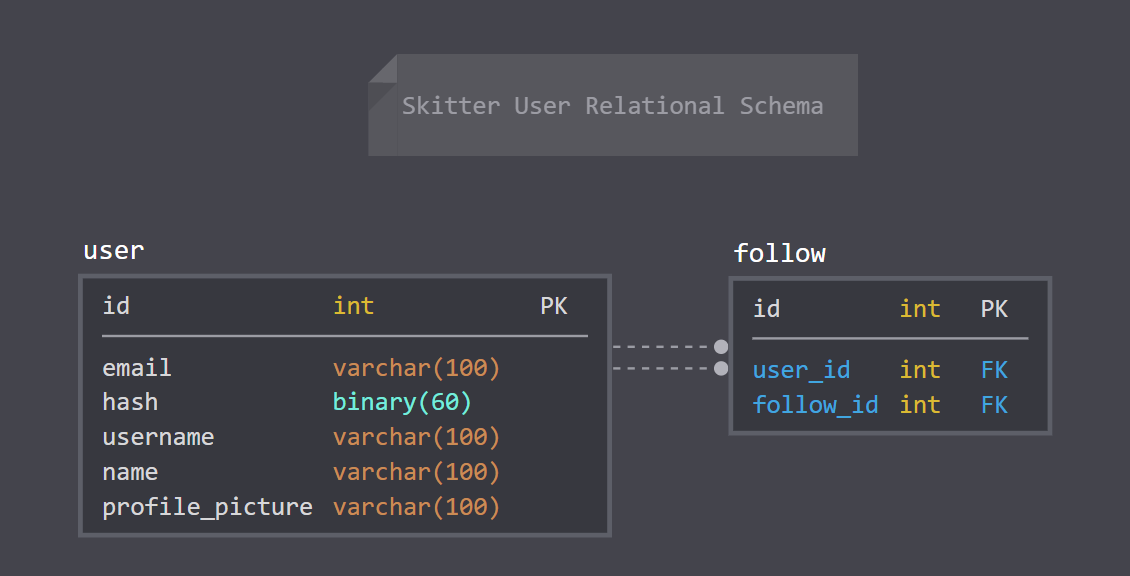 Skitter User Relational Schema
user
id int PK
email varchar(100)
hash binary(60)
username varchar(100)
name varchar(100)
profile_picture varchar(100)
follow
id int PK
user_id int FK
follow_id int FK